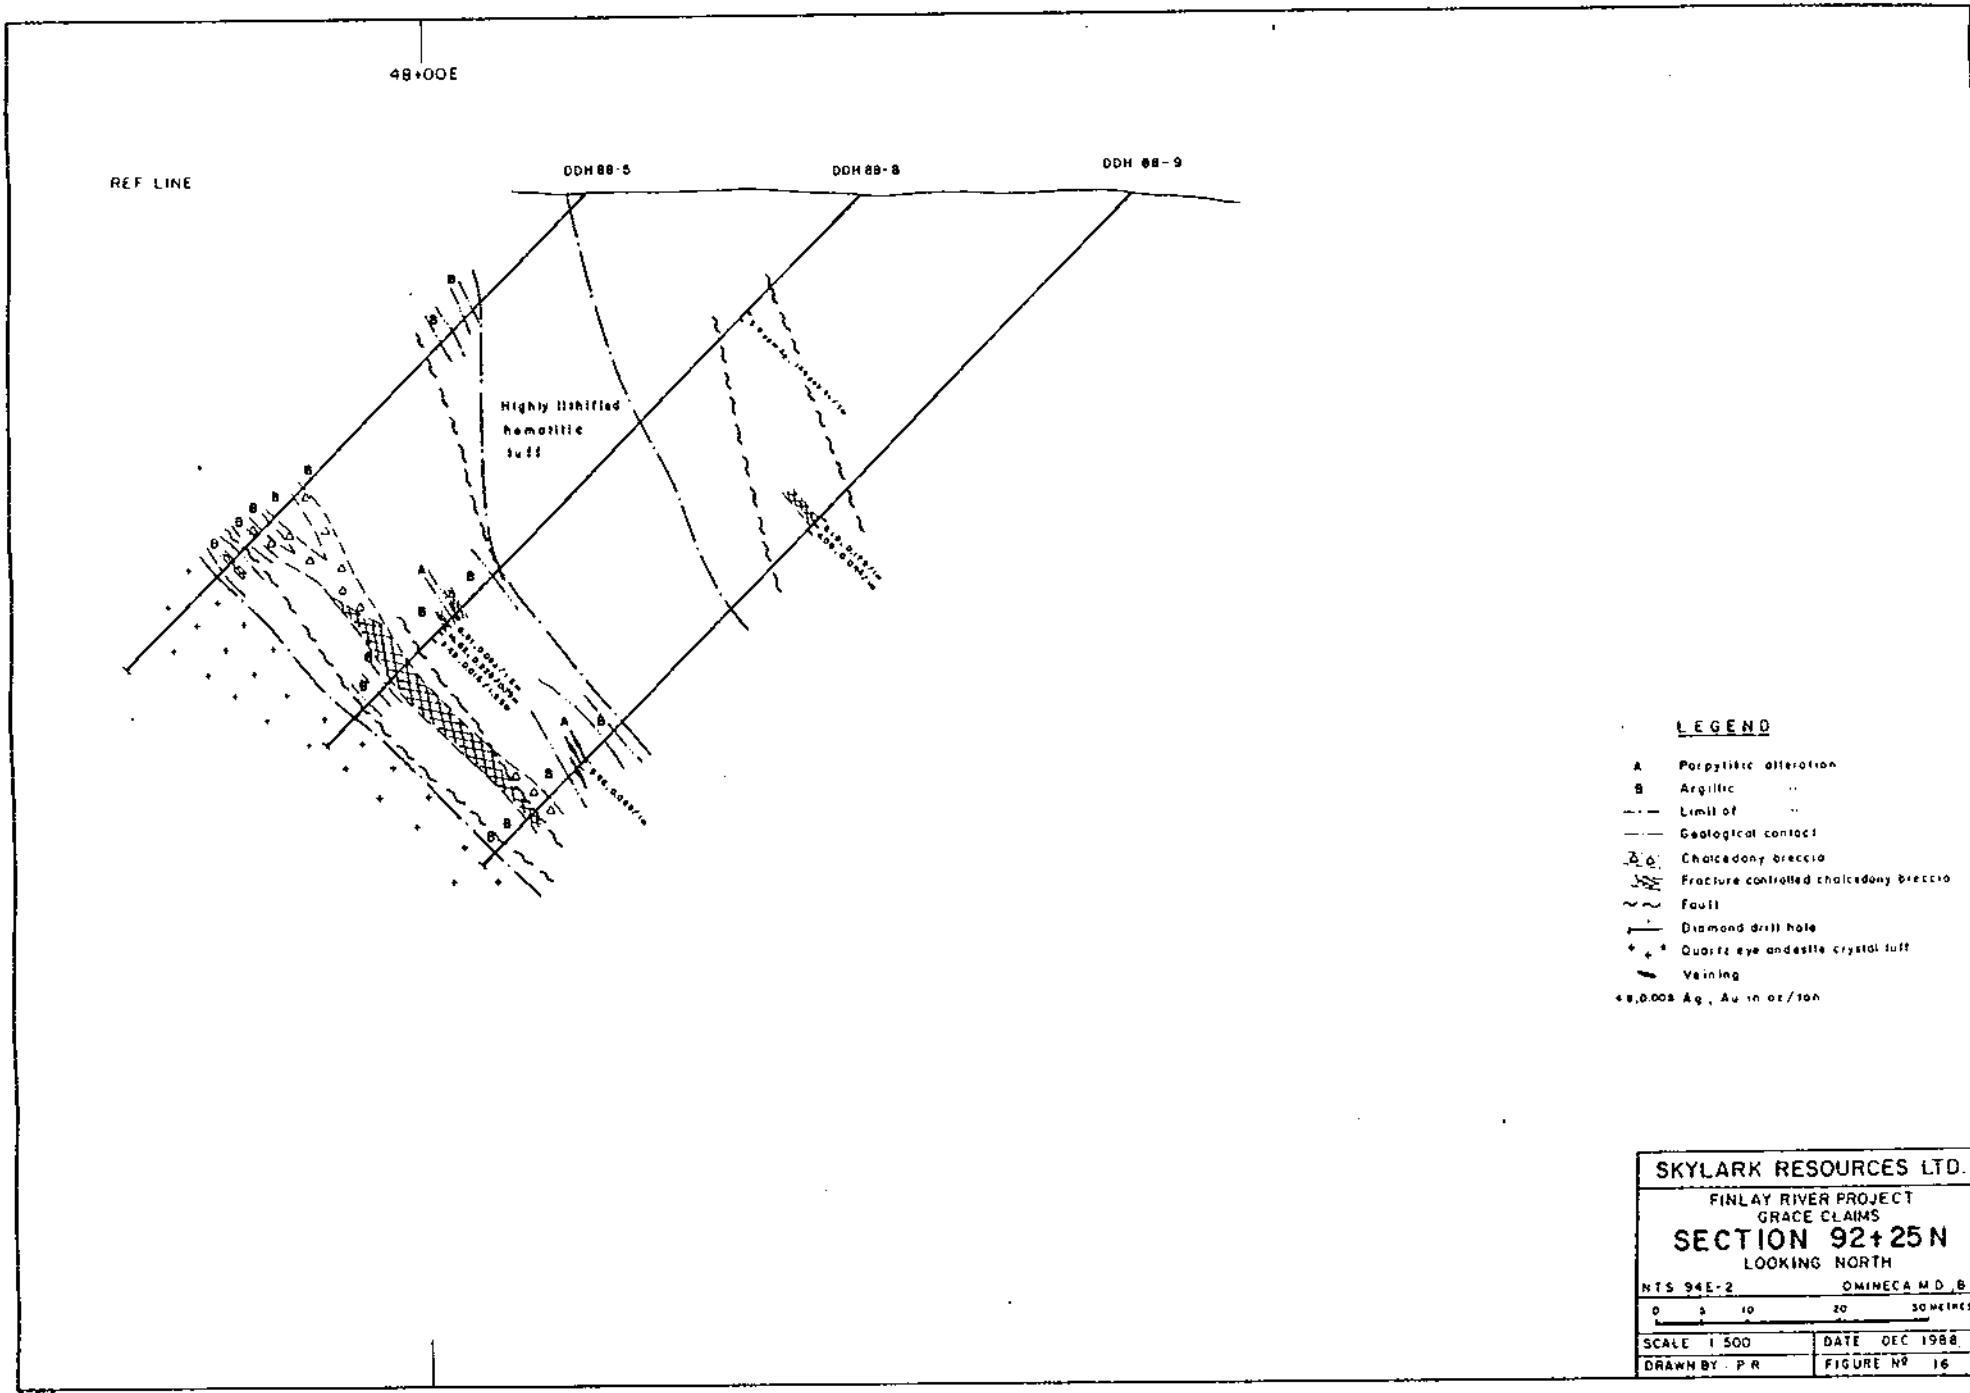 48+00E
REF LINE
DDH 88-5
DDH 88-8
DDH 88-9
B
B
Highly lithified
hematitic
tuff
B
B
B
B
B
A
B
B
B
B
A
B
B
B
B
LEGEND
A Porpylitic alteration
B Argillic "
Limit of "
Geological contact
Chalcedony breccia
Fracture controlled chalcedony breccia
Fault
Diamond drill hole
Quartz eye andesite crystal tuff
Veining
Ag, Au in oz/ton
SKYLARK RESOURCES LTD.
FINLAY RIVER PROJECT
GRACE CLAIMS
SECTION 92+25N
LOOKING NORTH
NTS 94E-2 OMINECA M.D., B
0 5 10 20 30 METRES
SCALE 1:500 DATE DEC 1988
DRAWN BY P R FIGURE Nº 16